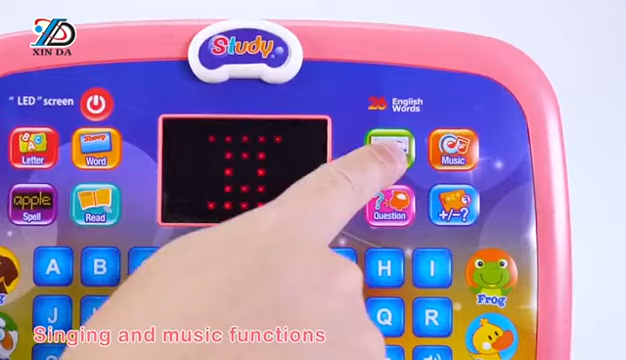 XIN DA
Study
"LED" screen
26 English
Words
Letter
Sheep
Word
Music
apple
Spell
Read
?
Question
+/-/?
A
B
H
I
Frog
J
Q
R
Singing and music functions